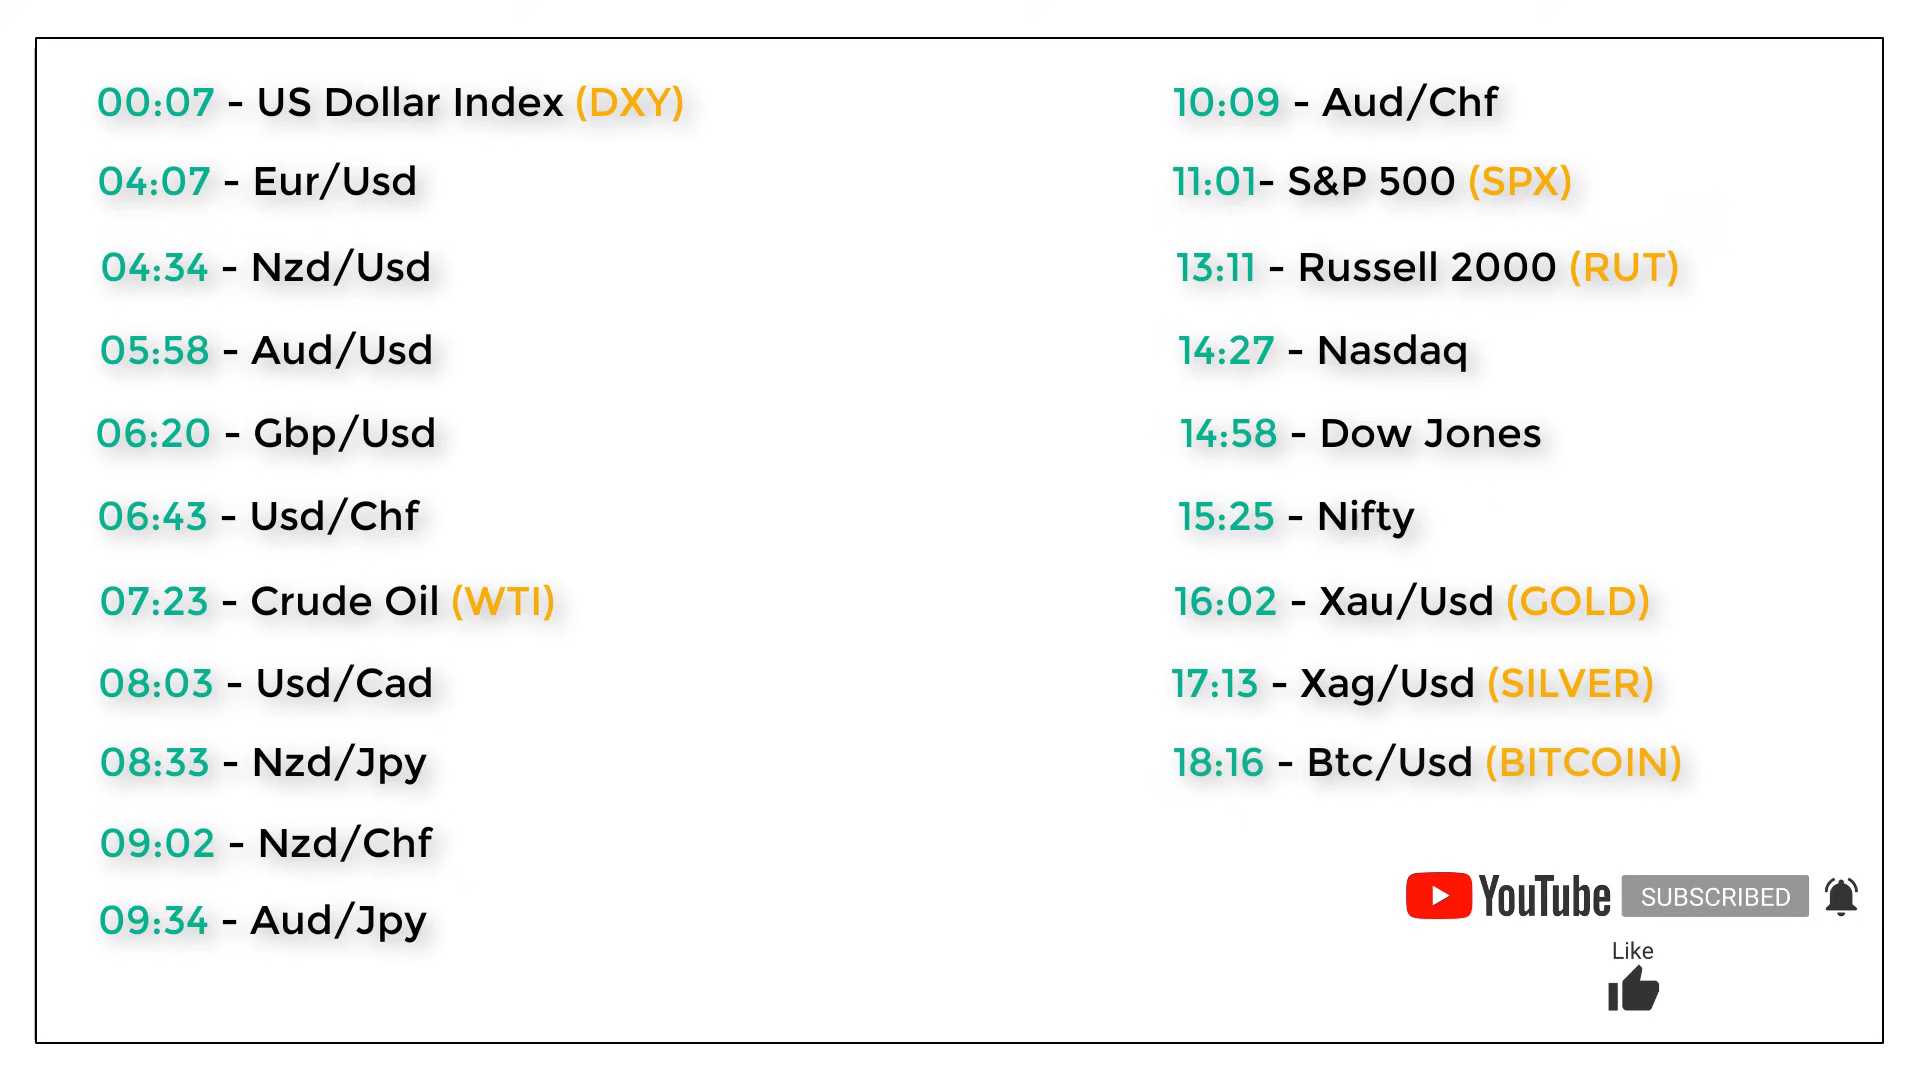 00:07 - US Dollar Index (DXY)
04:07 - Eur/Usd
04:34 - Nzd/Usd
05:58 - Aud/Usd
06:20 - Gbp/Usd
06:43 - Usd/Chf
07:23 - Crude Oil (WTI)
08:03 - Usd/Cad
08:33 - Nzd/Jpy
09:02 - Nzd/Chf
09:34 - Aud/Jpy
10:09 - Aud/Chf
11:01- S&P 500 (SPX)
13:11 - Russell 2000 (RUT)
14:27 - Nasdaq
14:58 - Dow Jones
15:25 - Nifty
16:02 - Xau/Usd (GOLD)
17:13 - Xag/Usd (SILVER)
18:16 - Btc/Usd (BITCOIN)
YouTube SUBSCRIBED
Like